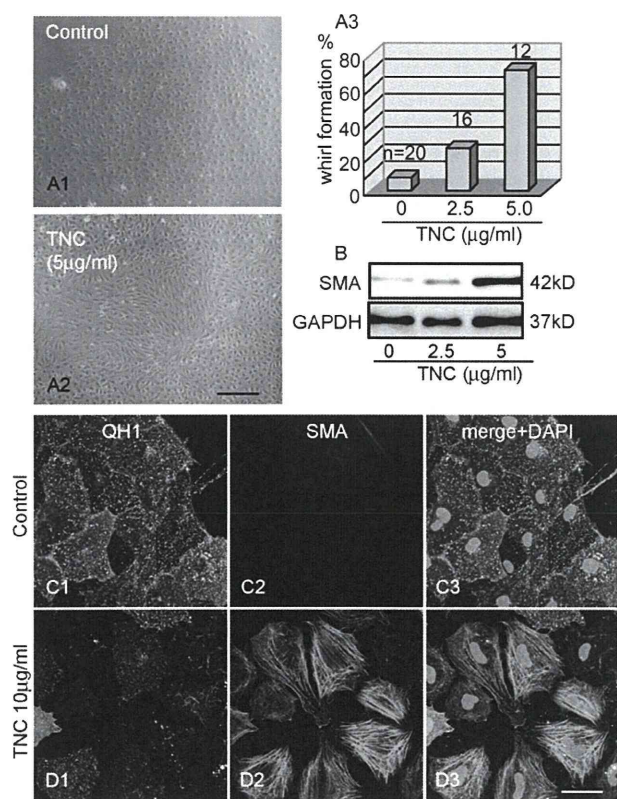 Control
A1
TNC
(5μg/ml)
A2
A3
%
80
60
40
20
0
whirl formation
n=20
16
12
0 2.5 5.0
TNC (μg/ml)
B
SMA 42kD
GAPDH 37kD
0 2.5 5
TNC (μg/ml)
QH1 SMA merge+DAPI
Control
C1 C2 C3
TNC 10μg/ml
D1 D2 D3